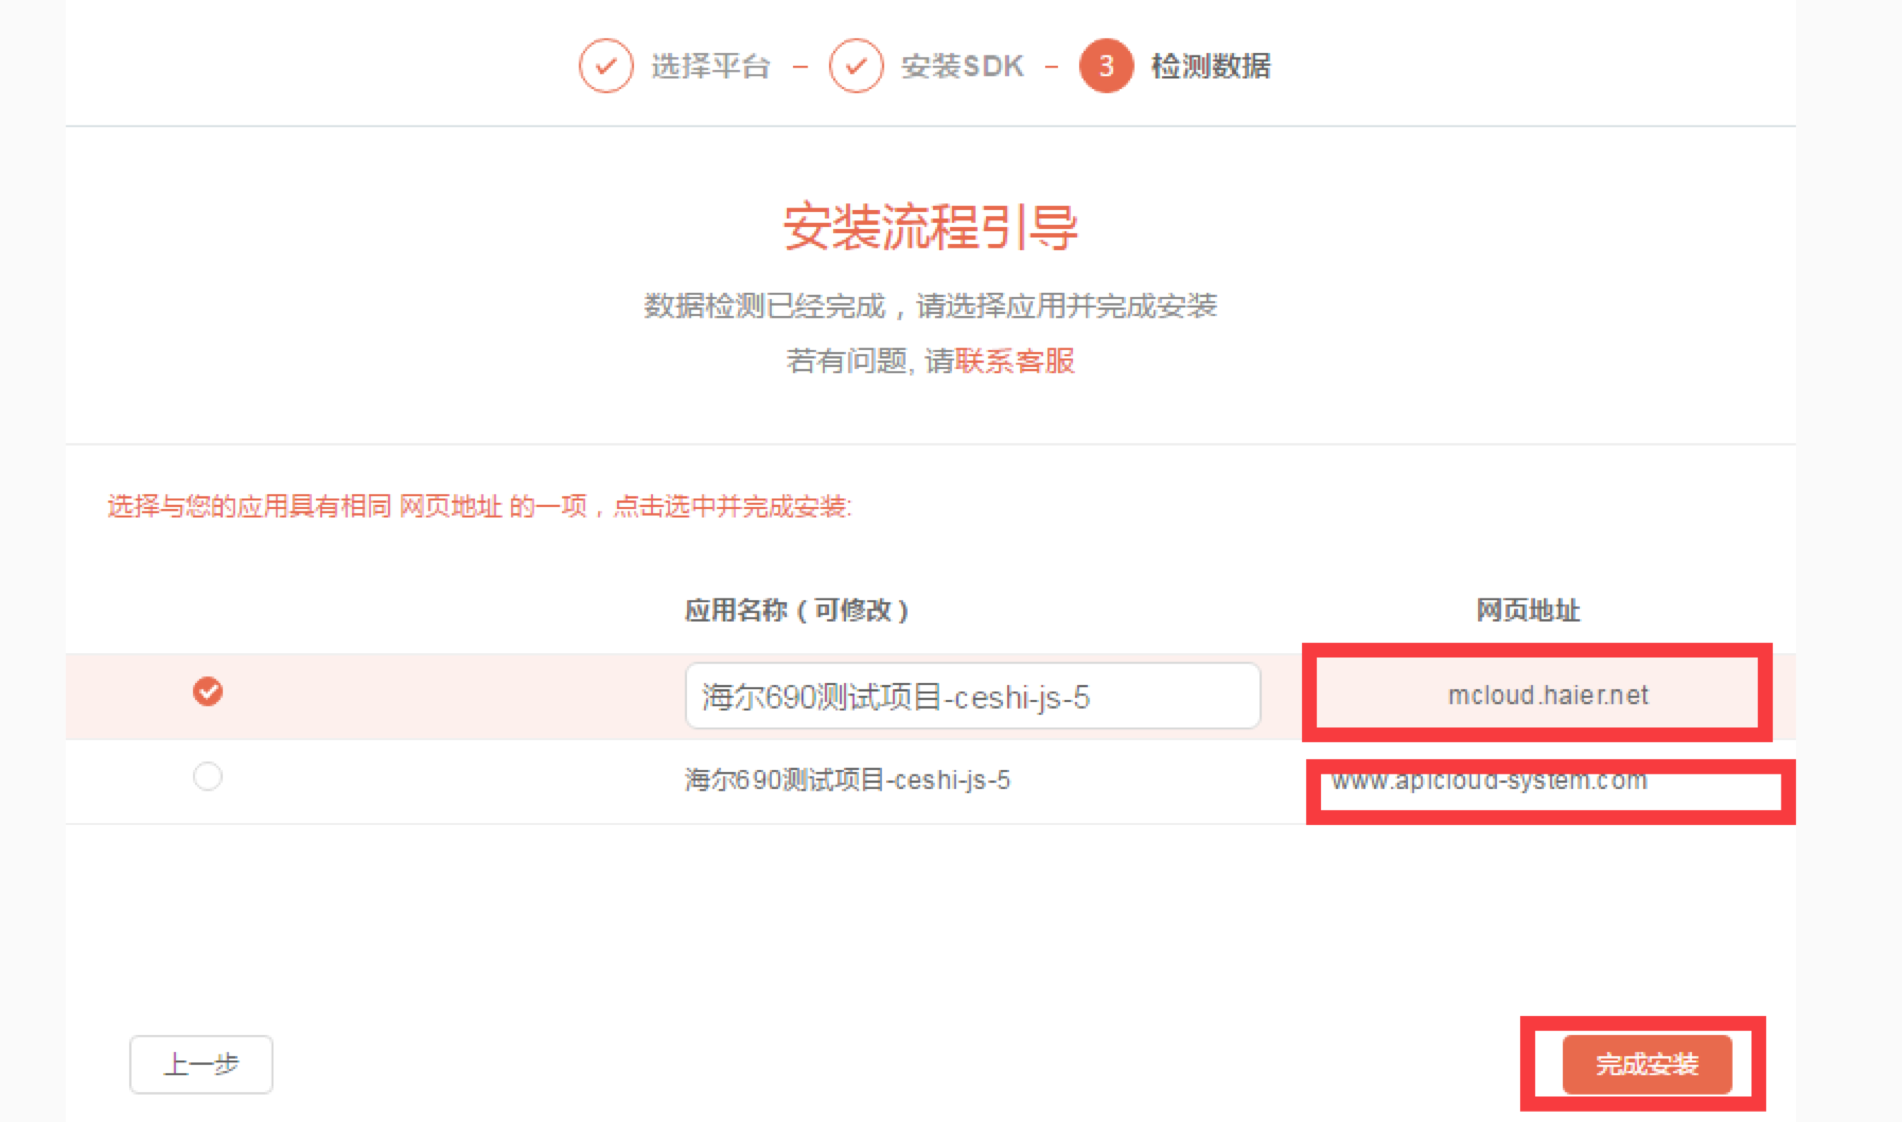 选择平台 – 安装SDK – 3 检测数据
安装流程引导
数据检测已经完成，请选择应用并完成安装
若有问题, 请联系客服
选择与您的应用具有相同 网页地址 的一项，点击选中并完成安装:
应用名称（可修改） 网页地址
海尔690测试项目-ceshi-js-5 mcloud.haier.net
海尔690测试项目-ceshi-js-5 www.apicloud-system.com
上一步 完成安装